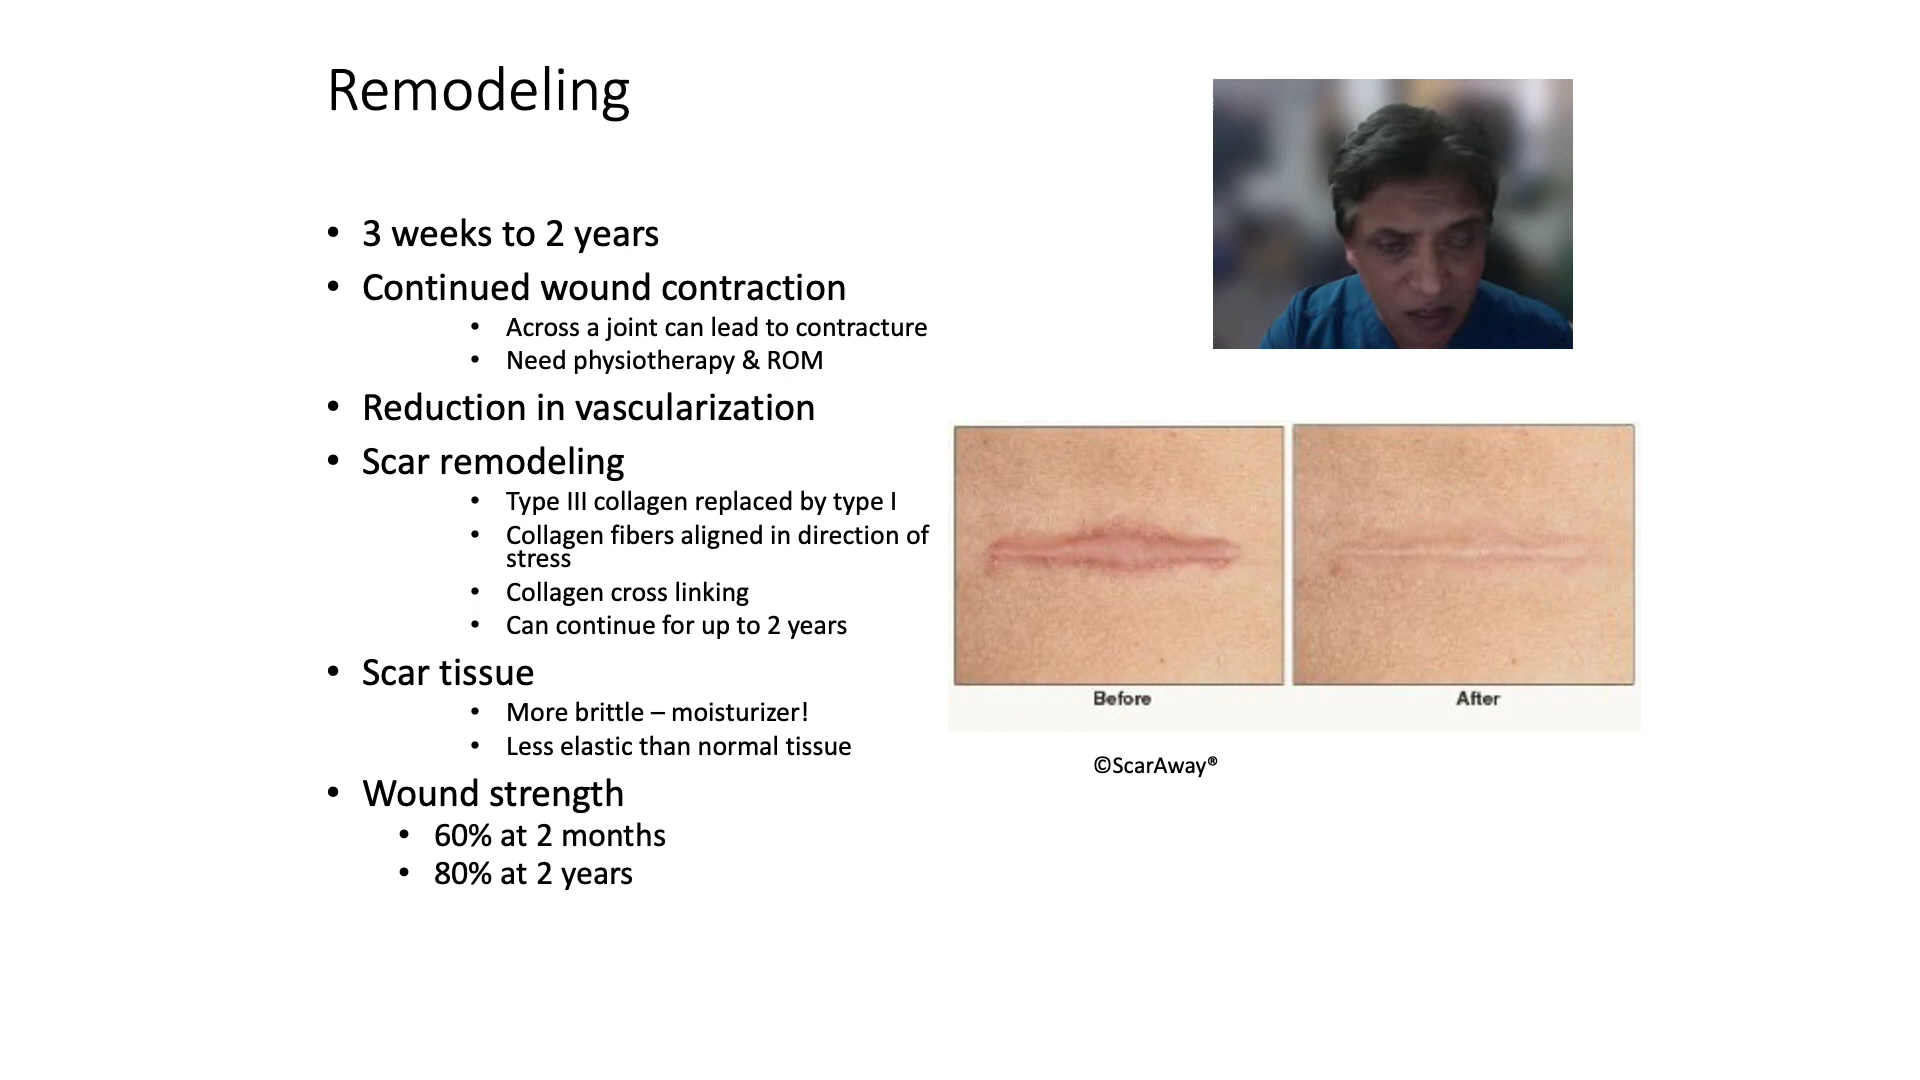 Remodeling
• 3 weeks to 2 years
• Continued wound contraction
• Across a joint can lead to contracture
• Need physiotherapy & ROM
• Reduction in vascularization
• Scar remodeling
• Type III collagen replaced by type I
• Collagen fibers aligned in direction of
stress
• Collagen cross linking
• Can continue for up to 2 years
• Scar tissue
• More brittle – moisturizer!
• Less elastic than normal tissue
• Wound strength
• 60% at 2 months
• 80% at 2 years
Before
After
©ScarAway®